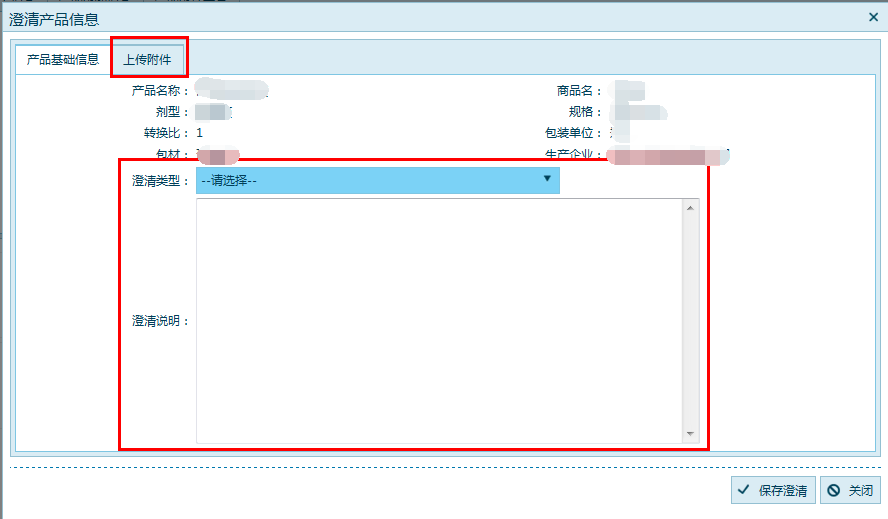 澄清产品信息
产品基础信息 上传附件
产品名称： 商品名：
剂型： 规格：
转换比： 1 包装单位：
包材： 生产企业：
澄清类型： --请选择--
澄清说明：
保存澄清 关闭